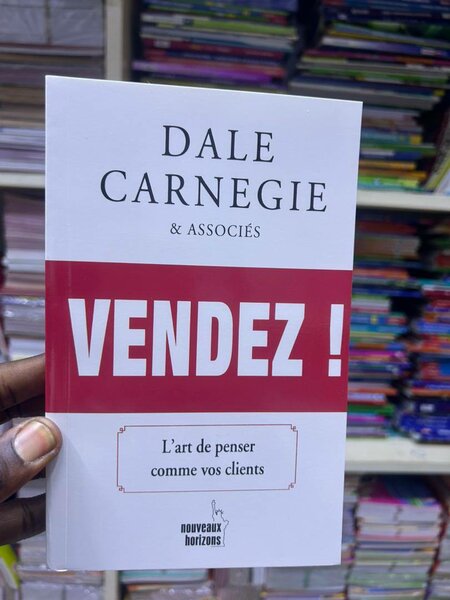 DALE
CARNEGIE
& ASSOCIÉS
VENDEZ !
L'art de penser
comme vos clients
nouveaux
horizons